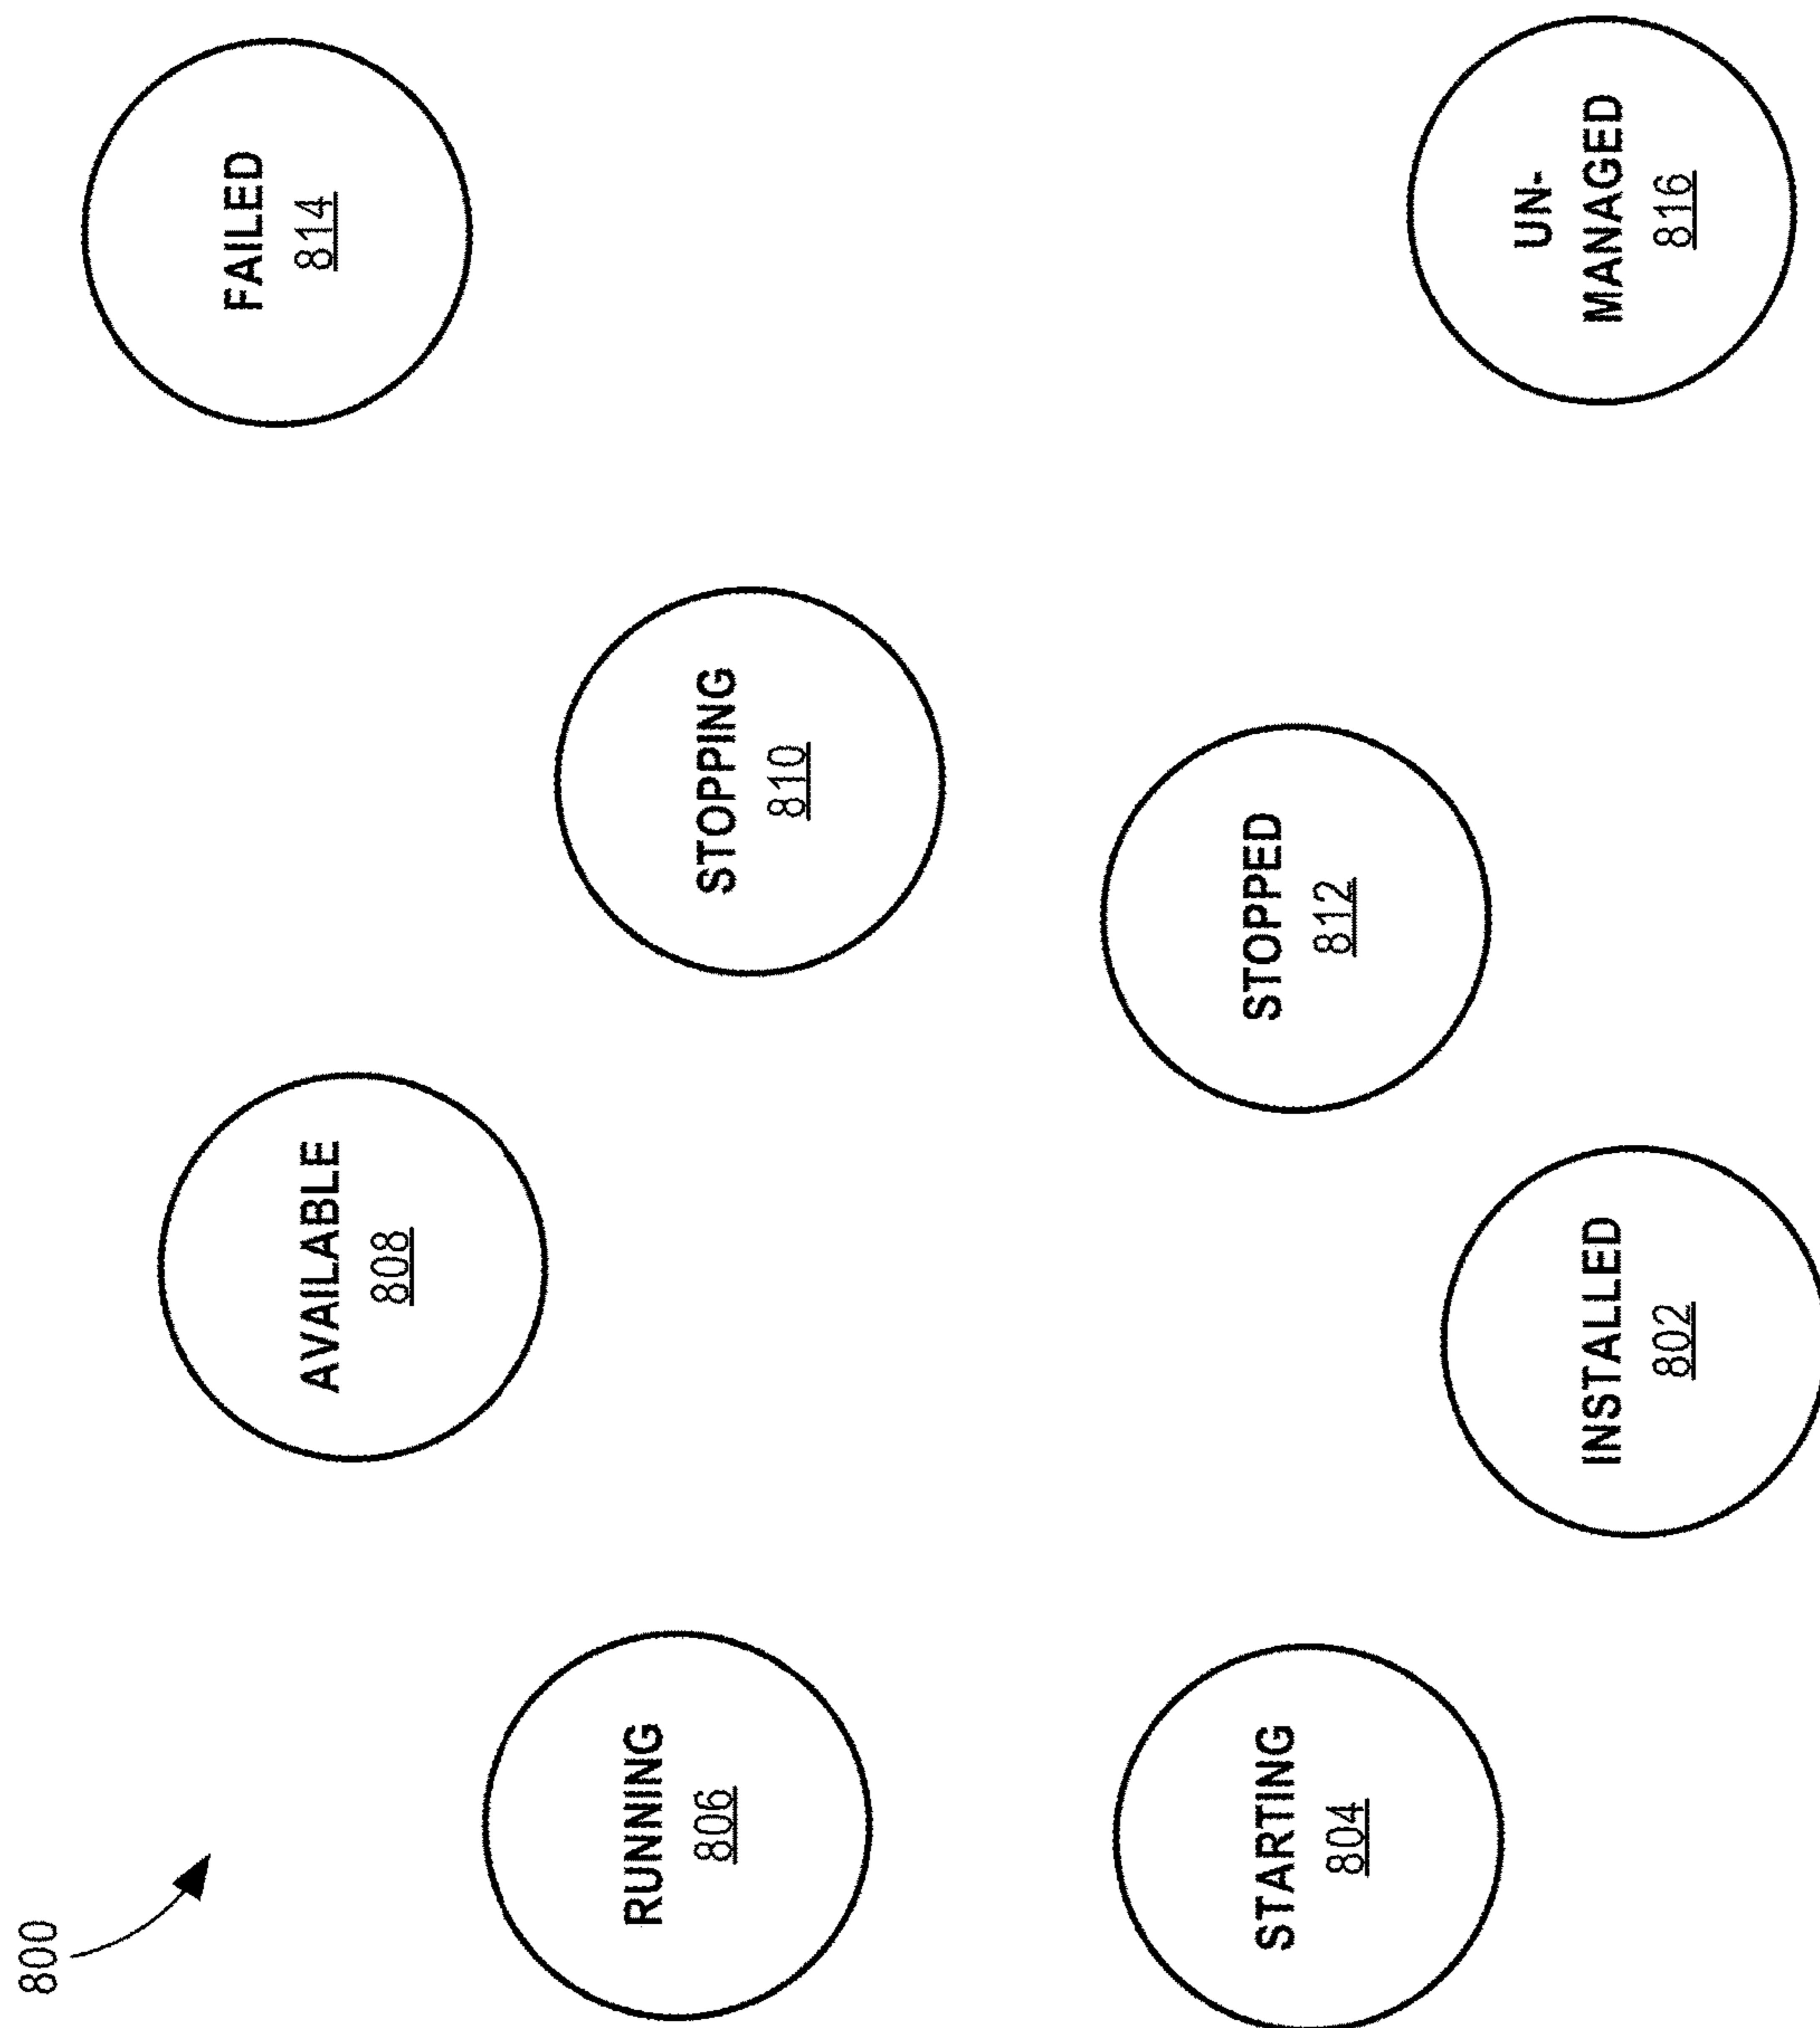 800
FAILED
814
AVAILABLE
808
RUNNING
806
STOPPING
810
STARTING
804
STOPPED
812
INSTALLED
802
UN-
MANAGED
816